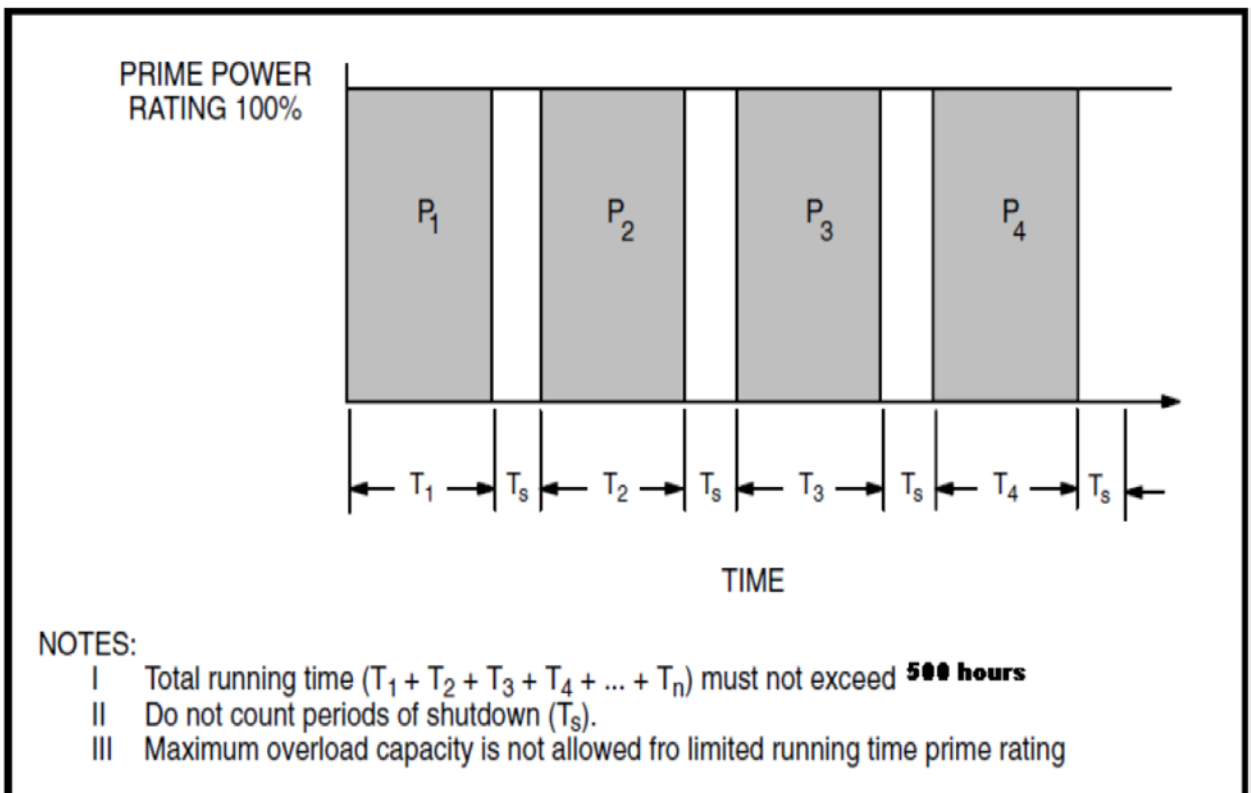 PRIME POWER
RATING 100%
P1 P2 P3 P4
T1 Ts T2 Ts T3 Ts T4 Ts
TIME
NOTES:
I Total running time (T1 + T2 + T3 + T4 + ... + Tn) must not exceed 500 hours
II Do not count periods of shutdown (Ts).
III Maximum overload capacity is not allowed fro limited running time prime rating